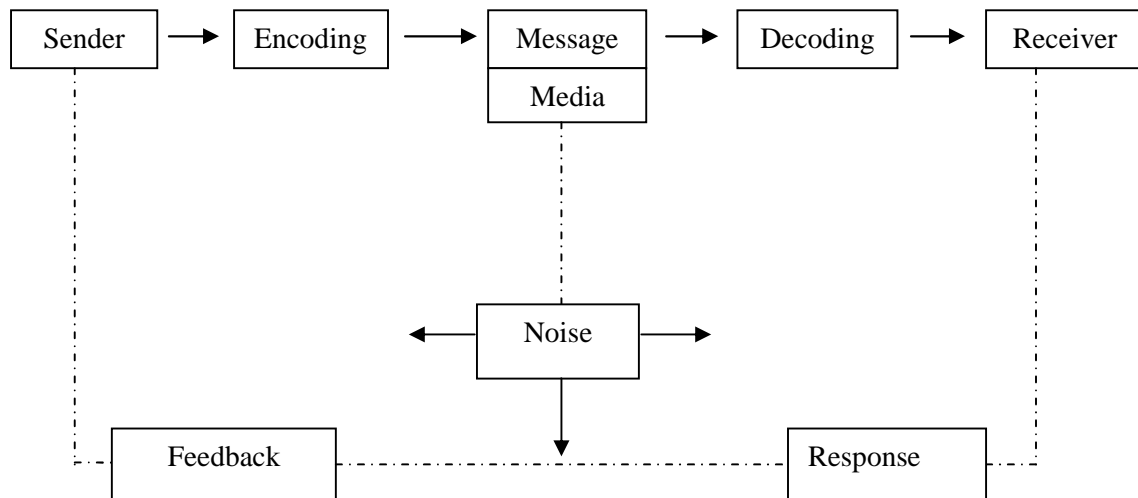 Sender
Encoding
Message
Decoding
Receiver
Media
Noise
Feedback
Response